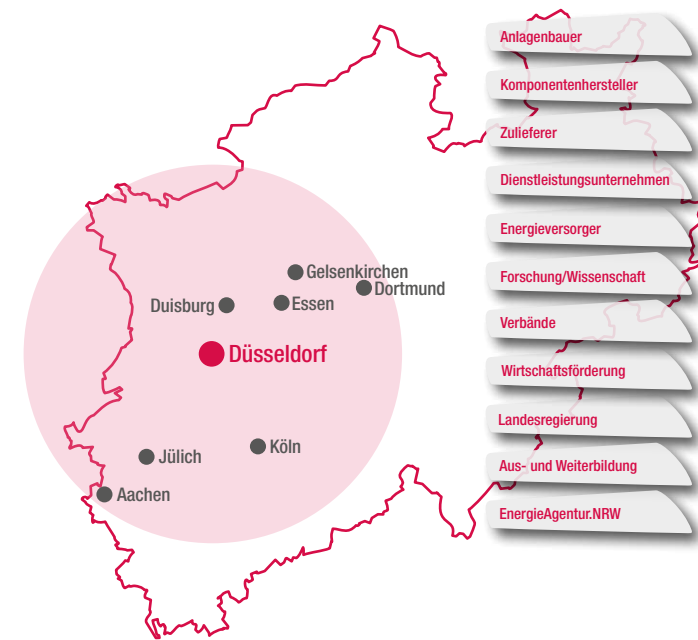 Anlagenbauer
Komponentenhersteller
Zulieferer
Dienstleistungsunternehmen
Energieversorger
Forschung/Wissenschaft
Verbände
Wirtschaftsförderung
Landesregierung
Aus- und Weiterbildung
EnergieAgentur.NRW
Gelsenkirchen
Dortmund
Duisburg
Essen
Düsseldorf
Köln
Jülich
Aachen